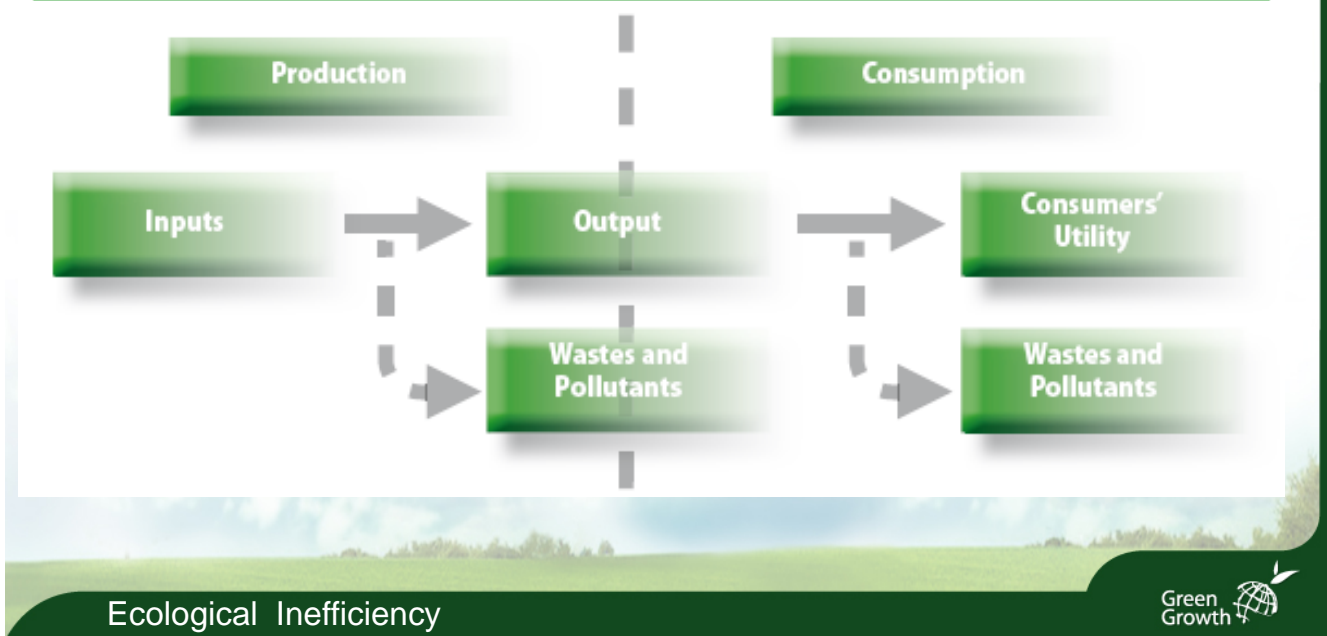 Production
Consumption
Inputs
Output
Consumers'
Utility
Wastes and
Pollutants
Wastes and
Pollutants
Ecological Inefficiency
Green
Growth